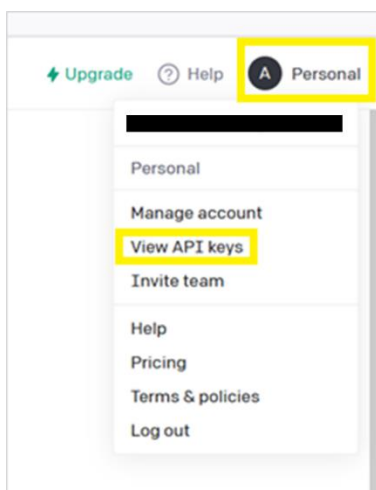 Upgrade Help A Personal
Personal
Manage account
View API keys
Invite team
Help
Pricing
Terms & policies
Log out